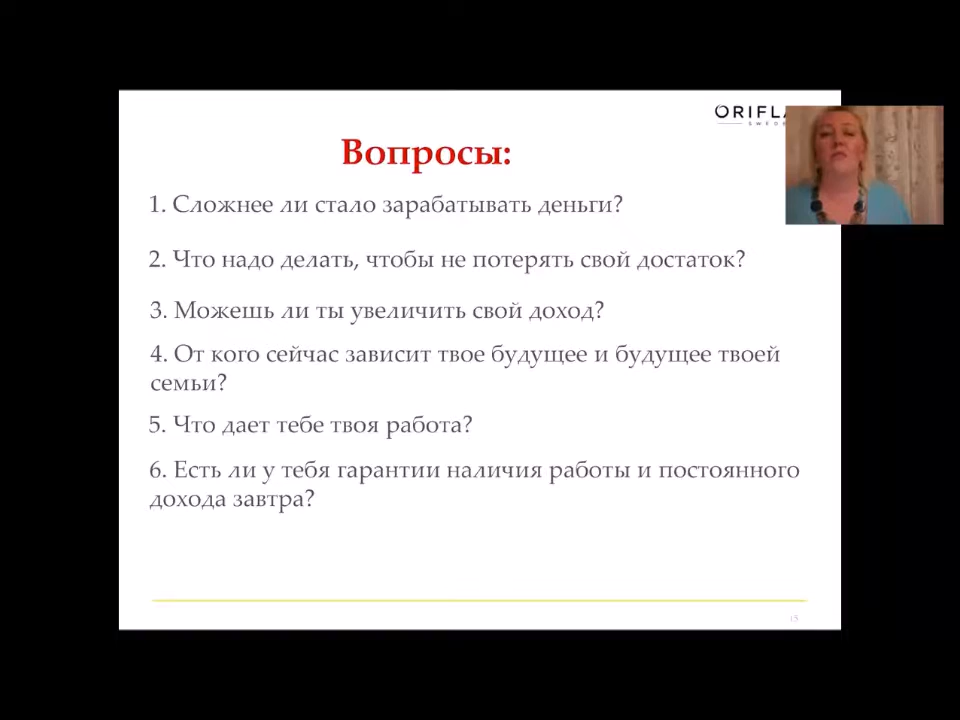 ORIFLA
SWEDE
Вопросы:
1. Сложнее ли стало зарабатывать деньги?
2. Что надо делать, чтобы не потерять свой достаток?
3. Можешь ли ты увеличить свой доход?
4. От кого сейчас зависит твое будущее и будущее твоей
семьи?
5. Что дает тебе твоя работа?
6. Есть ли у тебя гарантии наличия работы и постоянного
дохода завтра?
15